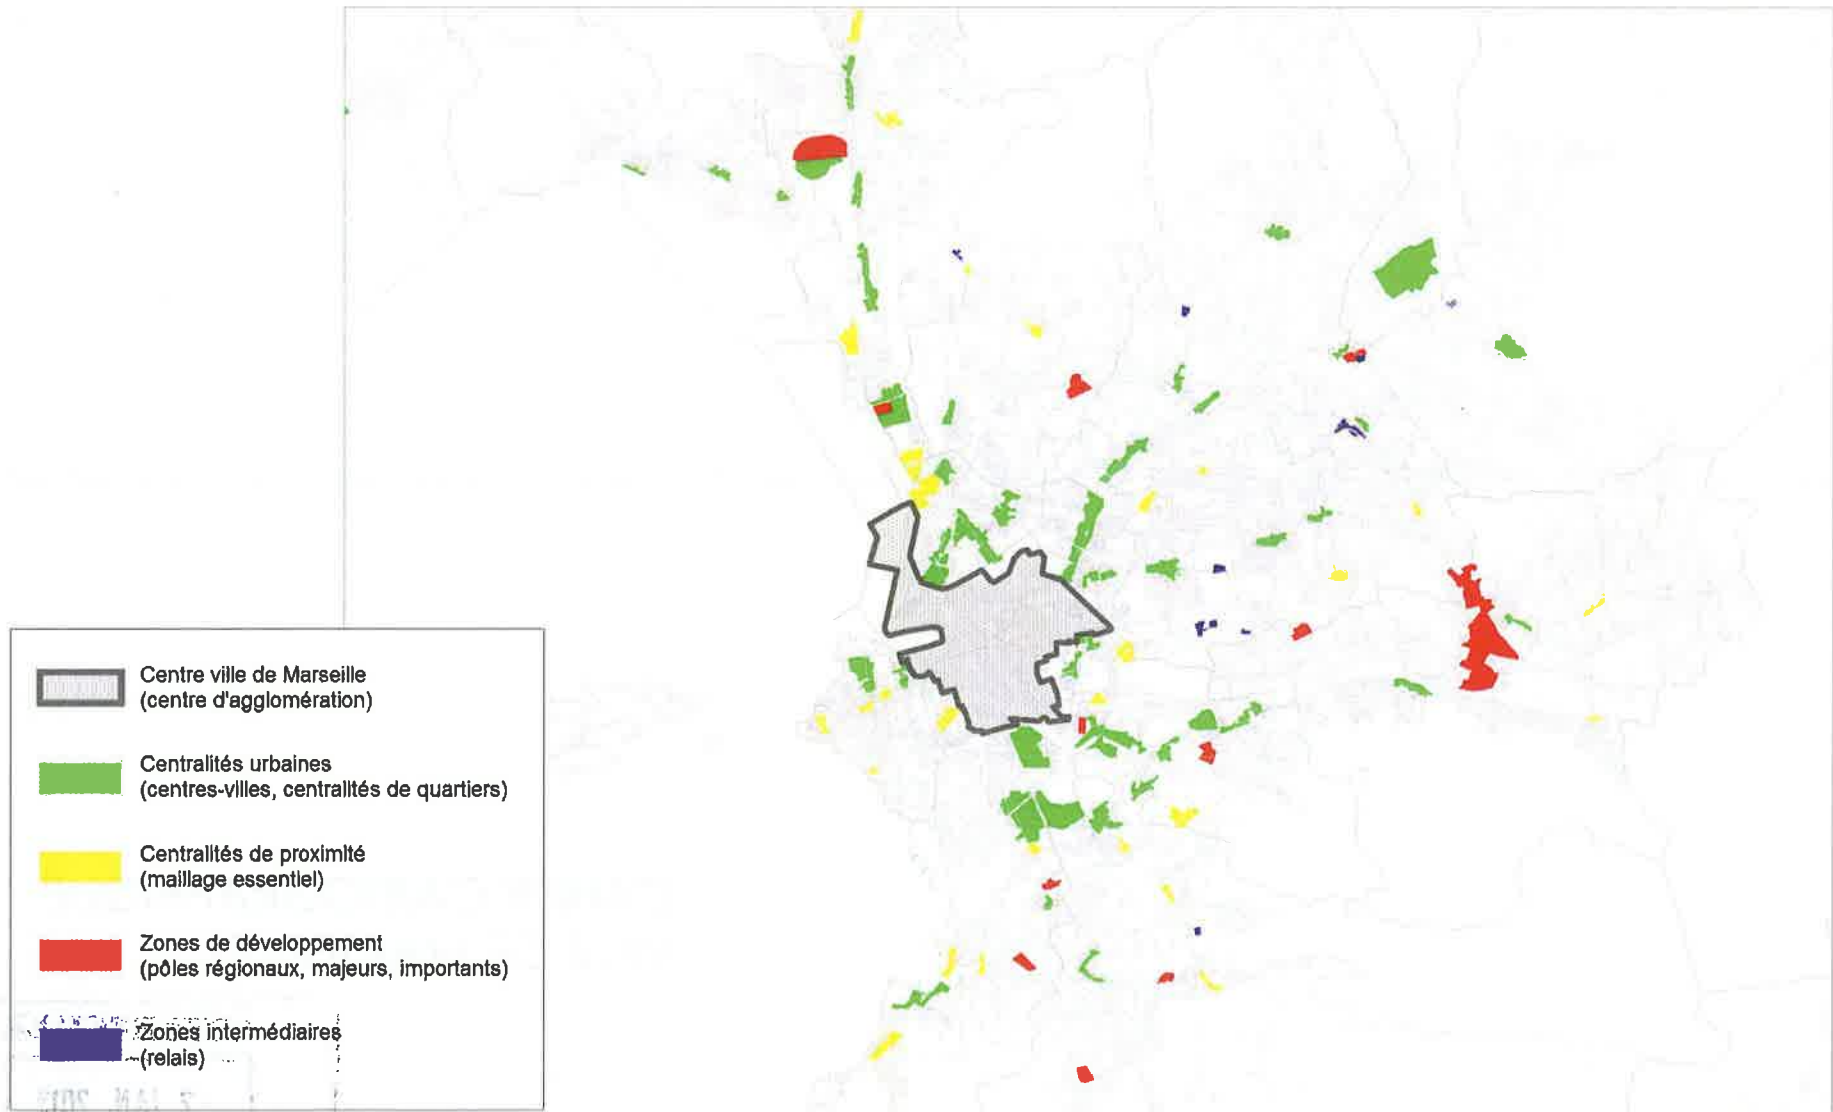 Centre ville de Marseille
(centre d'agglomération)
Centralités urbaines
(centres-villes, centralités de quartiers)
Centralités de proximité
(maillage essentiel)
Zones de développement
(pôles régionaux, majeurs, importants)
Zones intermédiaires
(relais)